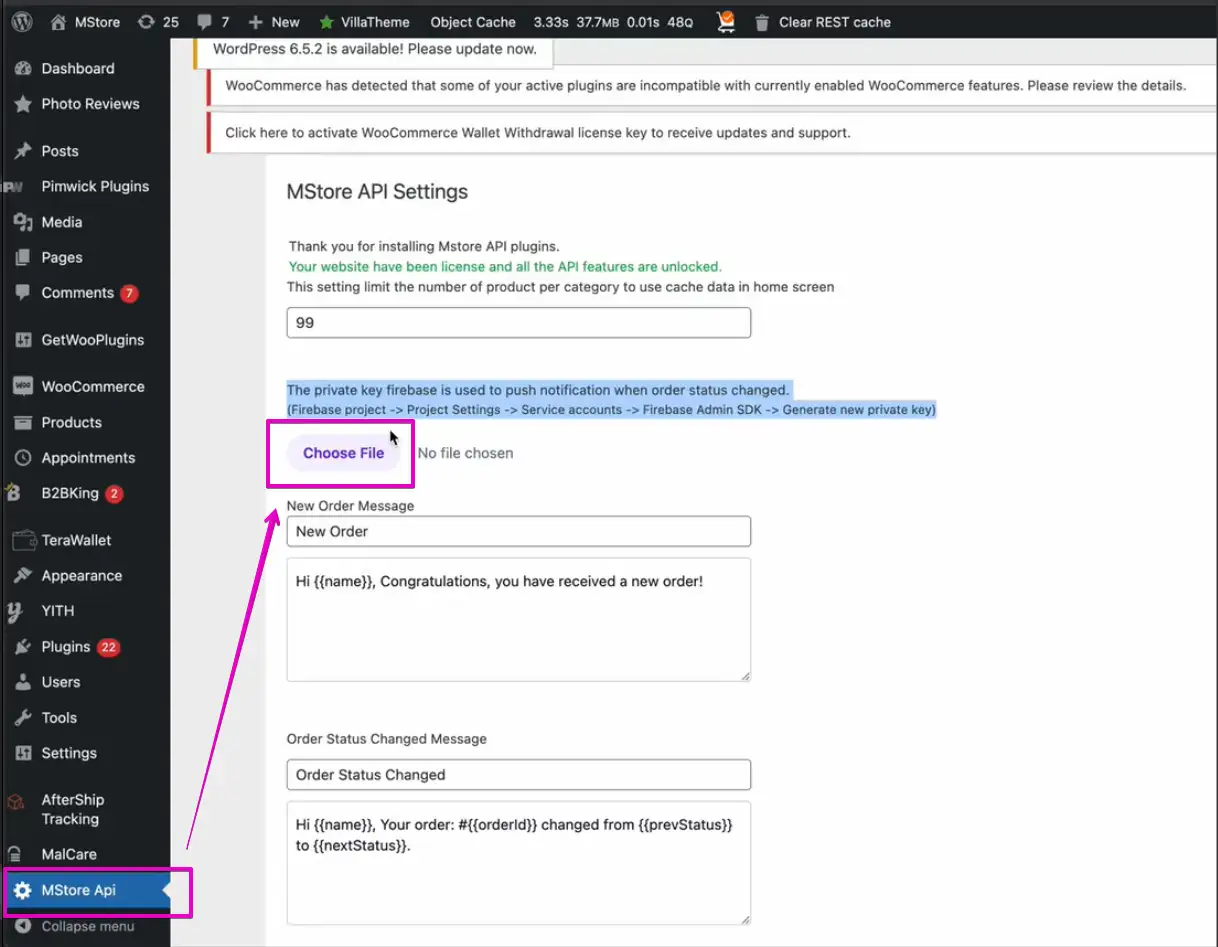 MStore 25 7 New VillaTheme Object Cache 3.33s 37.7MB 0.01s 48Q Clear REST cache
WordPress 6.5.2 is available! Please update now.
WooCommerce has detected that some of your active plugins are incompatible with currently enabled WooCommerce features. Please review the details.
Click here to activate WooCommerce Wallet Withdrawal license key to receive updates and support.
Dashboard
Photo Reviews
Posts
Pimwick Plugins
Media
Pages
Comments 7
GetWooPlugins
WooCommerce
Products
Appointments
B2BKing 2
TeraWallet
Appearance
YITH
Plugins 22
Users
Tools
Settings
AfterShip
Tracking
MalCare
MStore Api
Collapse menu
MStore API Settings
Thank you for installing Mstore API plugins.
Your website have been license and all the API features are unlocked.
This setting limit the number of product per category to use cache data in home screen
99
The private key firebase is used to push notification when order status changed.
(Firebase project -> Project Settings -> Service accounts -> Firebase Admin SDK -> Generate new private key)
Choose File No file chosen
New Order Message
New Order
Hi {{name}}, Congratulations, you have received a new order!
Order Status Changed Message
Order Status Changed
Hi {{name}}, Your order: #{{orderId}} changed from {{prevStatus}}
to {{nextStatus}}.